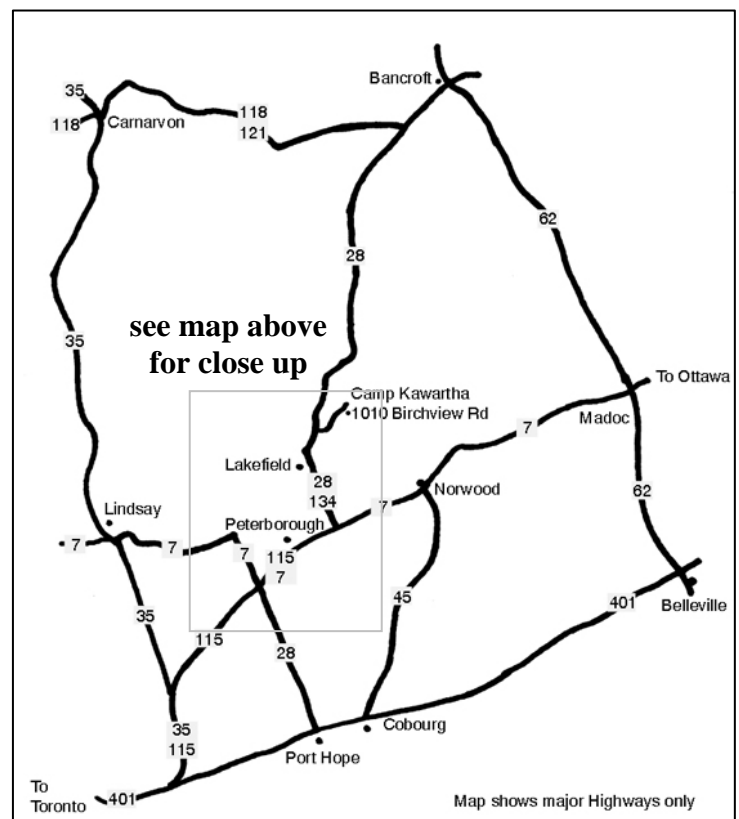 Bancroft
35
118
Carnarvon
118
121
62
28
see map above
for close up
35
To Ottawa
Camp Kawartha
1010 Birchview Rd
Madoc
7
Lakefield
28
134
Norwood
62
7
Lindsay
Peterborough
7
7
7
115
7
45
401
Belleville
35
115
28
35
115
Cobourg
Port Hope
To
Toronto
401
Map shows major Highways only